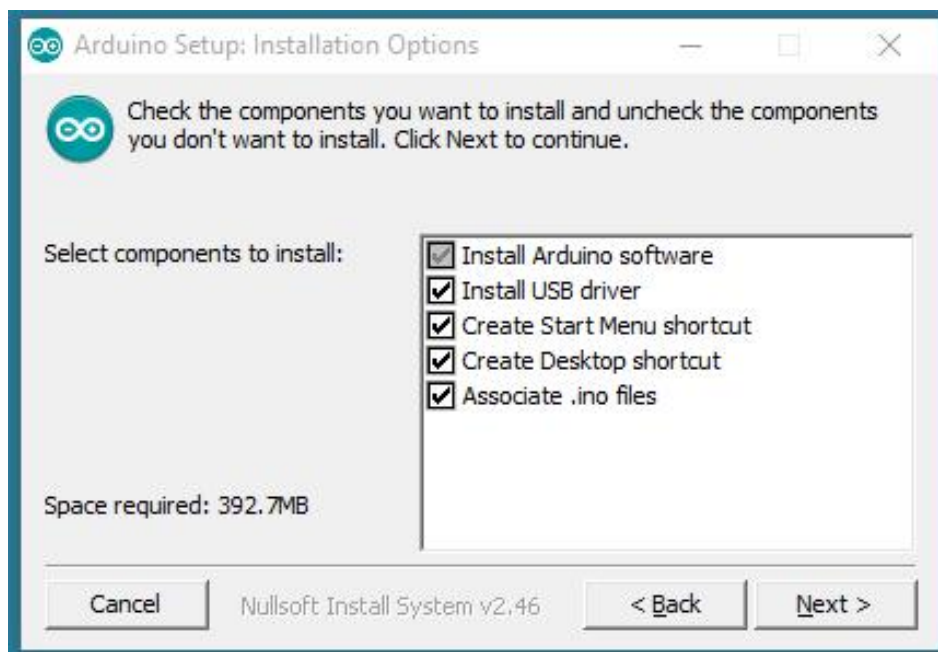 Arduino Setup: Installation Options
Check the components you want to install and uncheck the components
you don't want to install. Click Next to continue.
Select components to install:
Install Arduino software
Install USB driver
Create Start Menu shortcut
Create Desktop shortcut
Associate .ino files
Space required: 392.7MB
Cancel
Nullsoft Install System v2.46
< Back
Next >